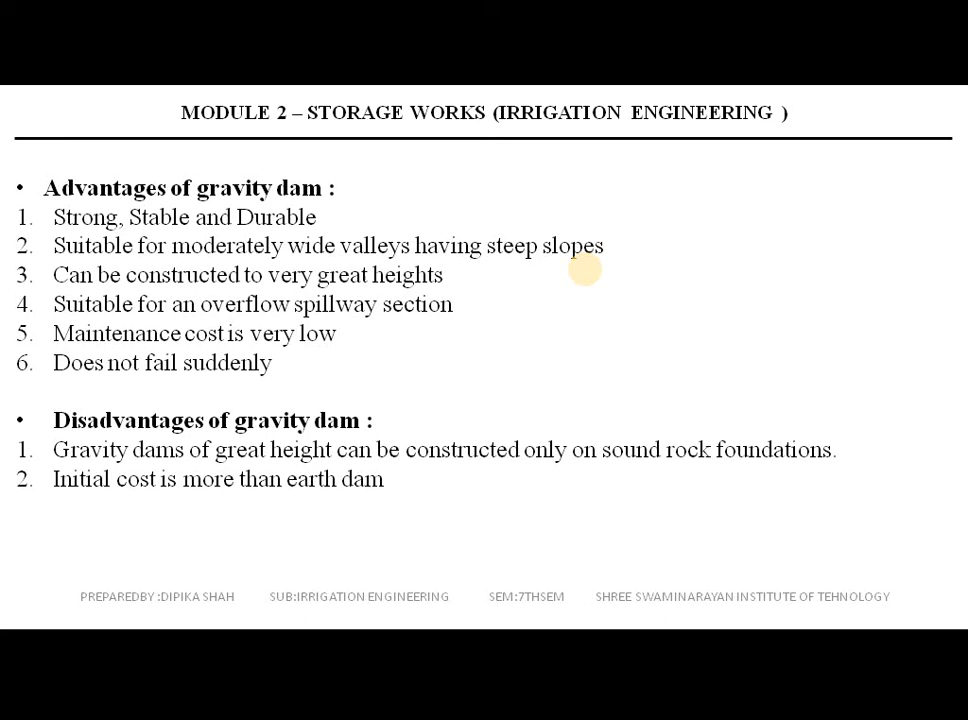 MODULE 2 – STORAGE WORKS (IRRIGATION ENGINEERING )
• Advantages of gravity dam :
1. Strong, Stable and Durable
2. Suitable for moderately wide valleys having steep slopes
3. Can be constructed to very great heights
4. Suitable for an overflow spillway section
5. Maintenance cost is very low
6. Does not fail suddenly
• Disadvantages of gravity dam :
1. Gravity dams of great height can be constructed only on sound rock foundations.
2. Initial cost is more than earth dam
PREPAREDBY :DIPIKA SHAH SUB:IRRIGATION ENGINEERING SEM:7THSEM SHREE SWAMINARAYAN INSTITUTE OF TEHNOLOGY